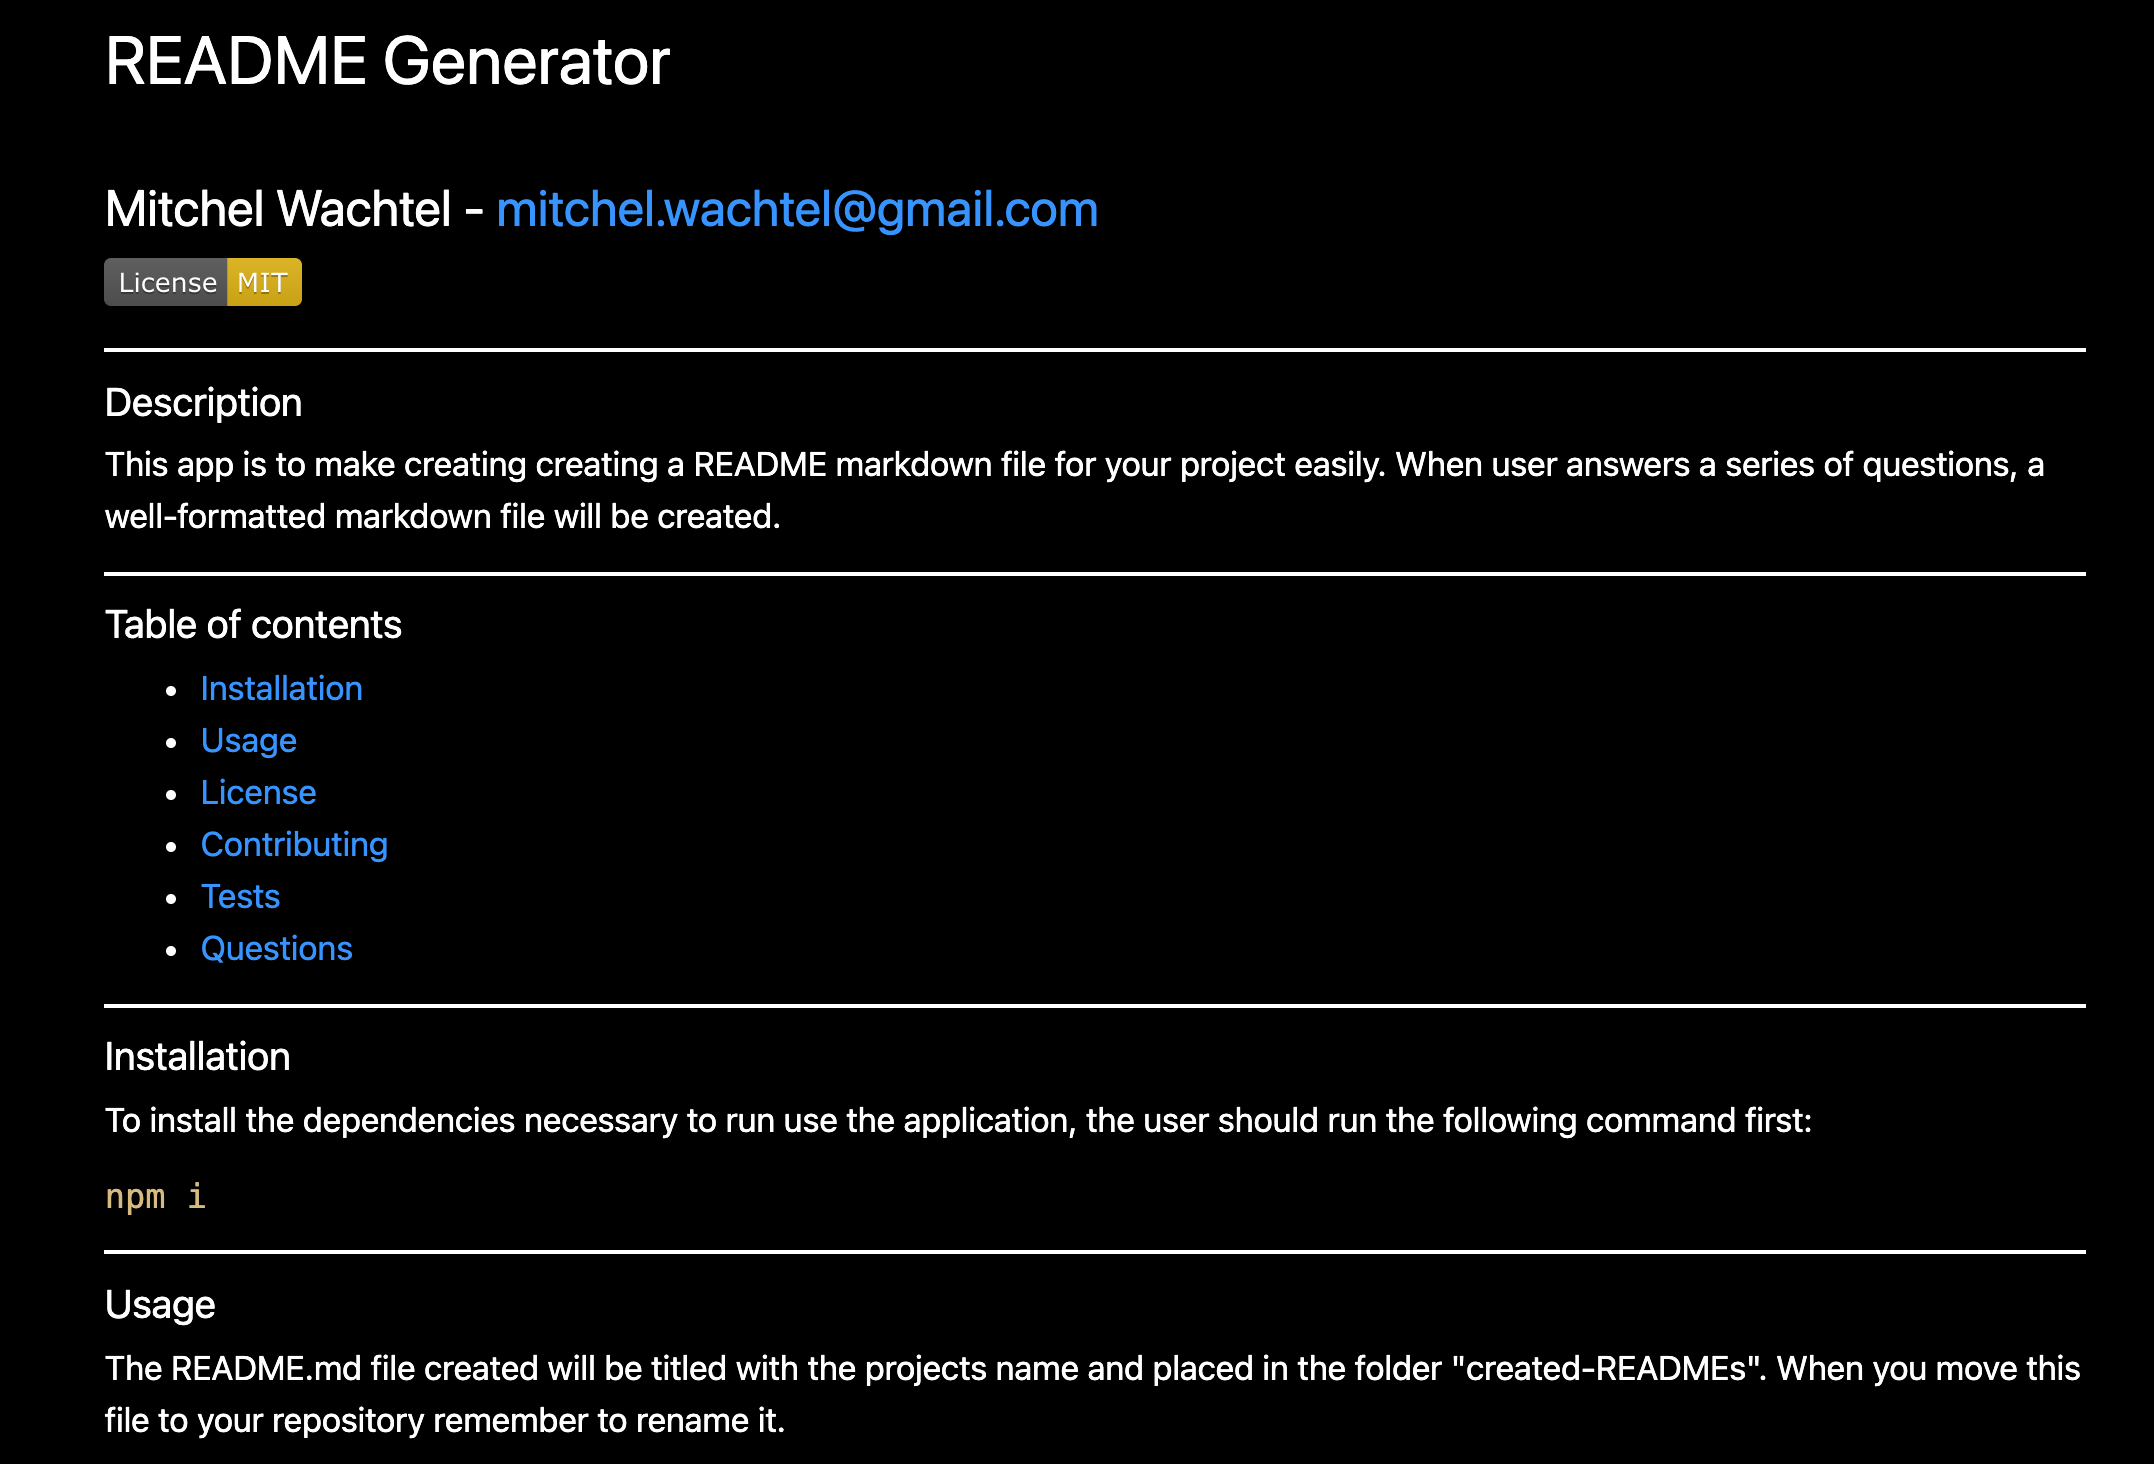 README Generator
Mitchel Wachtel - mitchel.wachtel@gmail.com
License MIT
Description
This app is to make creating creating a README markdown file for your project easily. When user answers a series of questions, a
well-formatted markdown file will be created.
Table of contents
• Installation
• Usage
• License
• Contributing
• Tests
• Questions
Installation
To install the dependencies necessary to run use the application, the user should run the following command first:
npm i
Usage
The README.md file created will be titled with the projects name and placed in the folder "created-READMEs". When you move this
file to your repository remember to rename it.